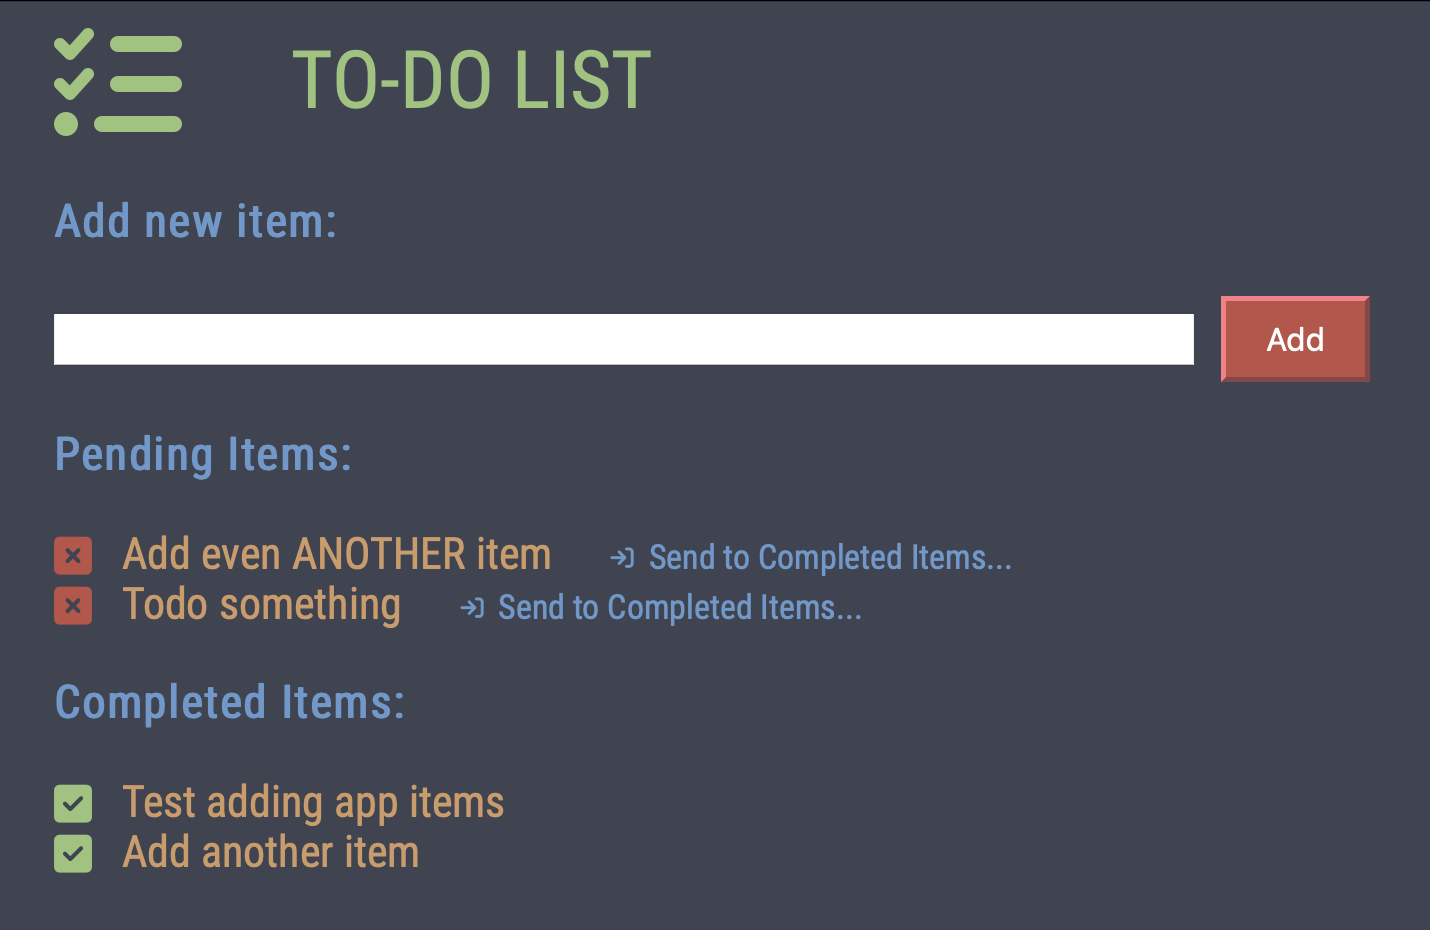 TO-DO LIST
Add new item:
Add
Pending Items:
Add even ANOTHER item Send to Completed Items...
Todo something Send to Completed Items...
Completed Items:
Test adding app items
Add another item